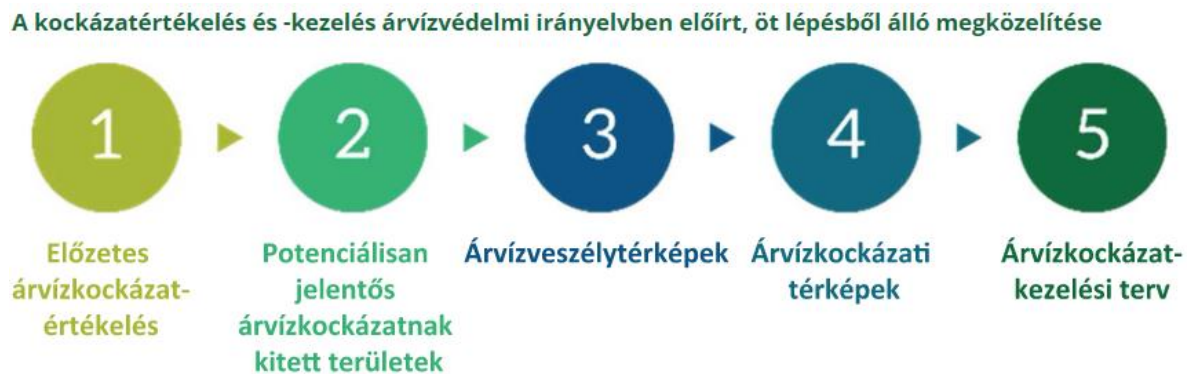 A kockázatértékelés és -kezelés árvízvédelmi irányelvben előírt, öt lépésből álló megközelítése
1
2
3
4
5
Előzetes
árvízkockázat-
értékelés
Potenciálisan
jelentős
árvízkockázatnak
kitett területek
Árvízveszélytérképek
Árvízkockázati
térképek
Árvízkockázat-
kezelési terv